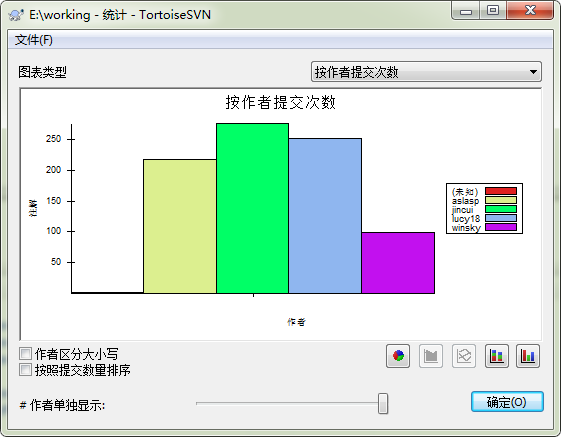 E:\working - 统计 - TortoiseSVN
文件(F)
图表类型
按作者提交次数
按作者提交次数
250
200
150
100
50
注解
作者
(未知)
aslasp
jincui
lucy18
winsky
作者区分大小写
按照提交数量排序
# 作者单独显示:
确定(O)